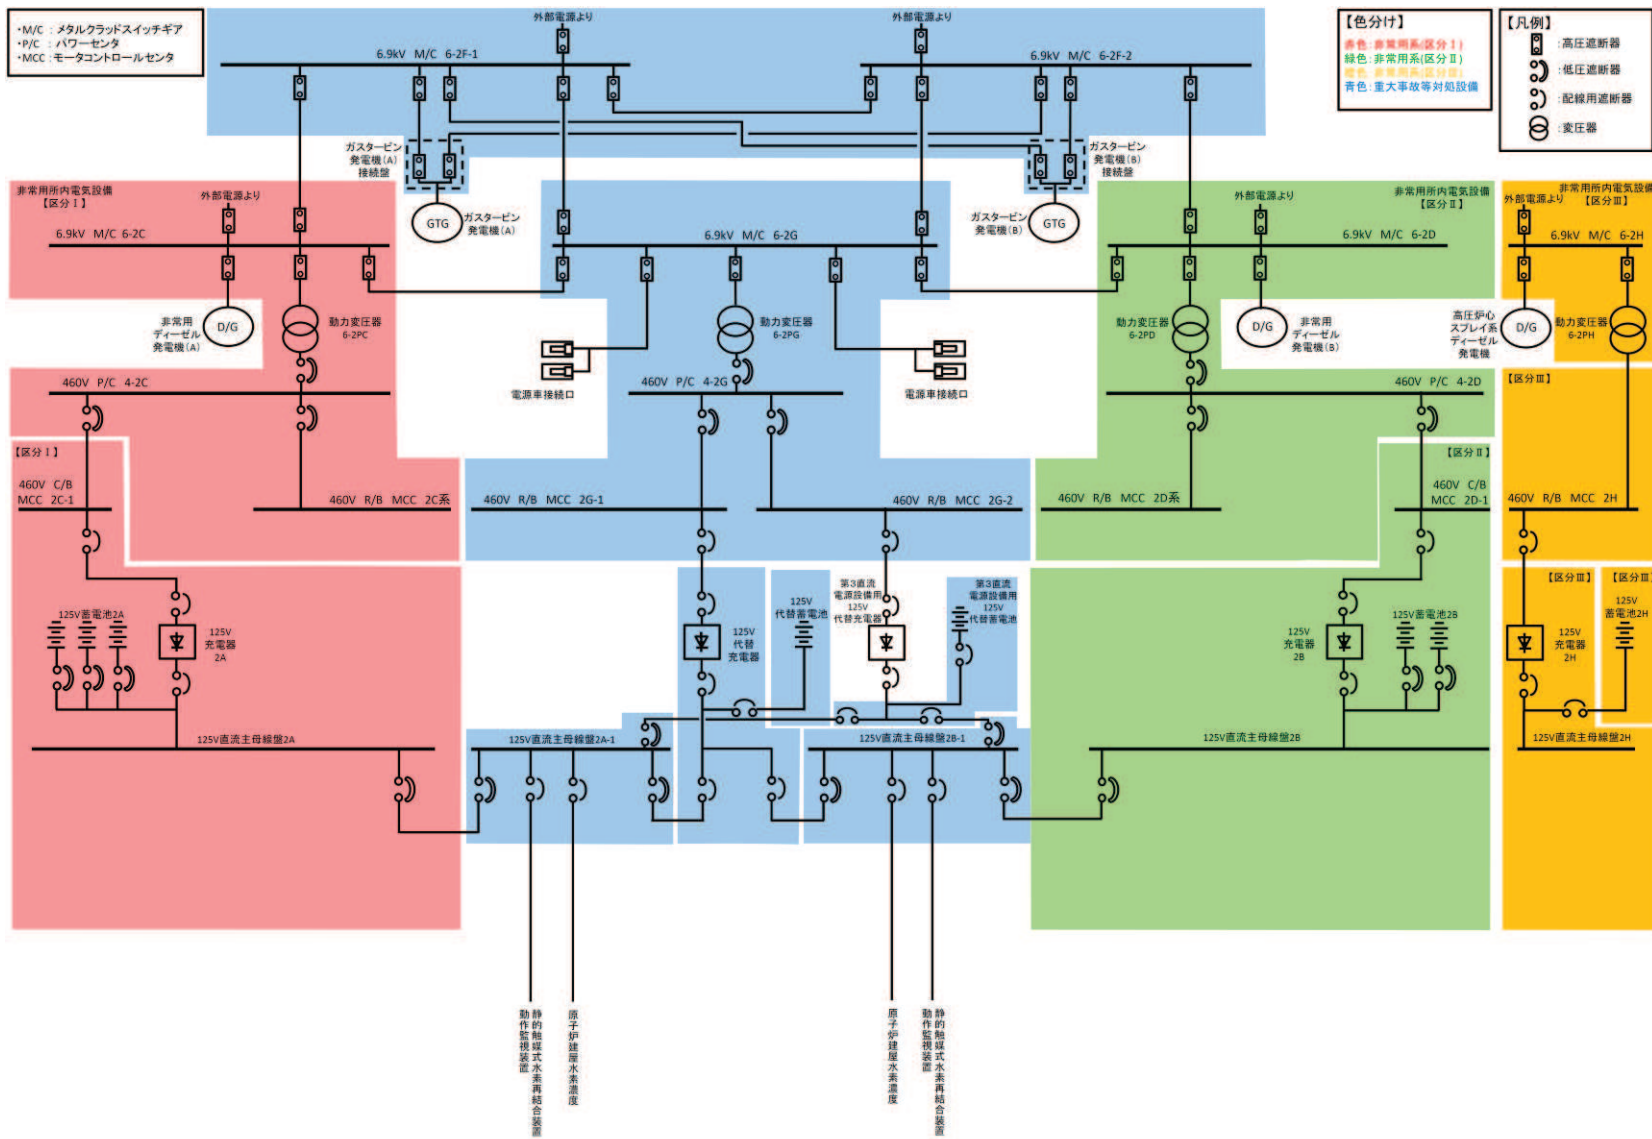 ・M/C : メタルクラッドスイッチギア
・P/C : パワーセンタ
・MCC : モータコントロールセンタ
外部電源より
外部電源より
6.9kV M/C 6-2F-1
6.9kV M/C 6-2F-2
【色分け】
赤色:非常用系(区分Ⅰ)
緑色:非常用系(区分Ⅱ)
橙色:非常用系(区分Ⅲ)
青色:重大事故等対処設備
【凡例】
:高圧遮断器
:低圧遮断器
:配線用遮断器
:変圧器
ガスタービン
発電機(A)
接続盤
ガスタービン
発電機(B)
接続盤
GTG
ガスタービン
発電機(A)
ガスタービン
発電機(B)
GTG
非常用所内電気設備
【区分Ⅰ】
外部電源より
6.9kV M/C 6-2C
6.9kV M/C 6-2G
外部電源より
非常用所内電気設備
【区分Ⅱ】
6.9kV M/C 6-2D
非常用所内電気設備
【区分Ⅲ】
外部電源より
6.9kV M/C 6-2H
非常用
ディーゼル
発電機(A)
D/G
動力変圧器
6-2PC
動力変圧器
6-2PG
動力変圧器
6-2PD
D/G
非常用
ディーゼル
発電機(B)
高圧炉心
スプレイ系
ディーゼル
発電機
D/G
動力変圧器
6-2PH
460V P/C 4-2C
電源車接続口
460V P/C 4-2G
電源車接続口
460V P/C 4-2D
【区分Ⅲ】
【区分Ⅰ】
460V C/B
MCC 2C-1
460V R/B MCC 2C系
460V R/B MCC 2G-1
460V R/B MCC 2G-2
460V R/B MCC 2D系
【区分Ⅱ】
460V C/B
MCC 2D-1
460V R/B MCC 2H
125V蓄電池2A
125V
充電器
2A
125V
代替
充電器
125V
代替蓄電池
第3直流
電源設備用
125V
代替充電器
第3直流
電源設備用
125V
代替蓄電池
125V
充電器
2B
125V蓄電池2B
【区分Ⅲ】
125V
充電器
2H
【区分Ⅲ】
125V
蓄電池2H
125V直流主母線盤2A
125V直流主母線盤2A-1
125V直流主母線盤2B-1
125V直流主母線盤2B
125V直流主母線盤2H
静的触媒式水素再結合装置
動作監視装置
原子炉建屋水素濃度
原子炉建屋水素濃度
静的触媒式水素再結合装置
動作監視装置